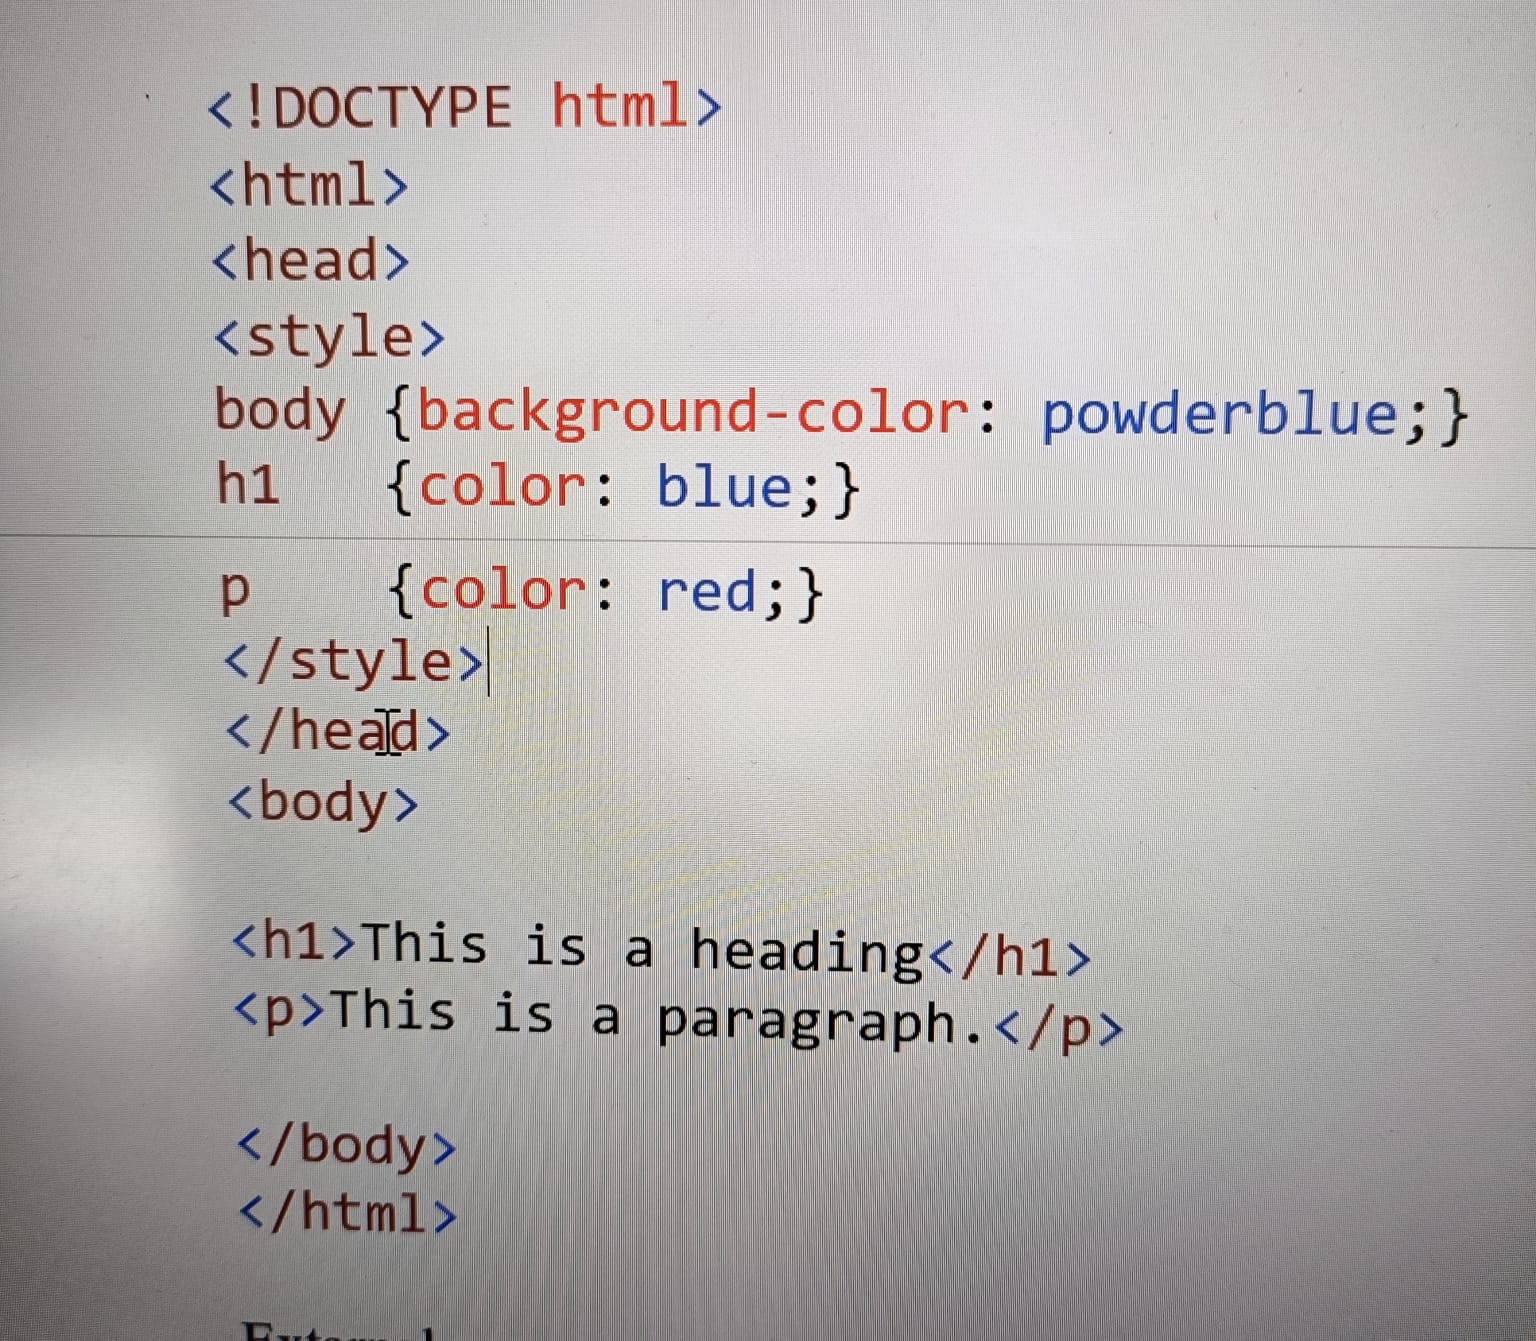 <!DOCTYPE html>
<html>
<head>
<style>
body {background-color: powderblue;}
h1   {color: blue;}
p    {color: red;}
</style>
</head>
<body>
<h1>This is a heading</h1>
<p>This is a paragraph.</p>
</body>
</html>